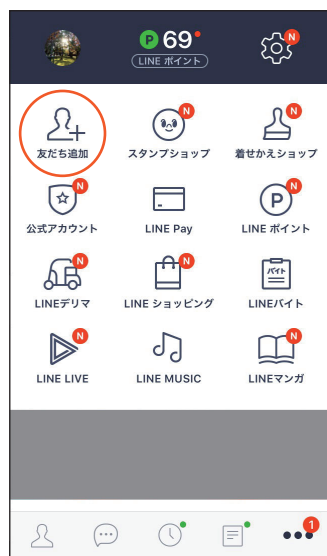 P 69
LINE ポイント
N
友だち追加
N
スタンプショップ
N
着せかえショップ
N
公式アカウント
LINE Pay
P
N
LINE ポイント
N
LINEデリマ
N
LINE ショッピング
バイト
LINEバイト
N
LINE LIVE
LINE MUSIC
N
LINEマンガ
1